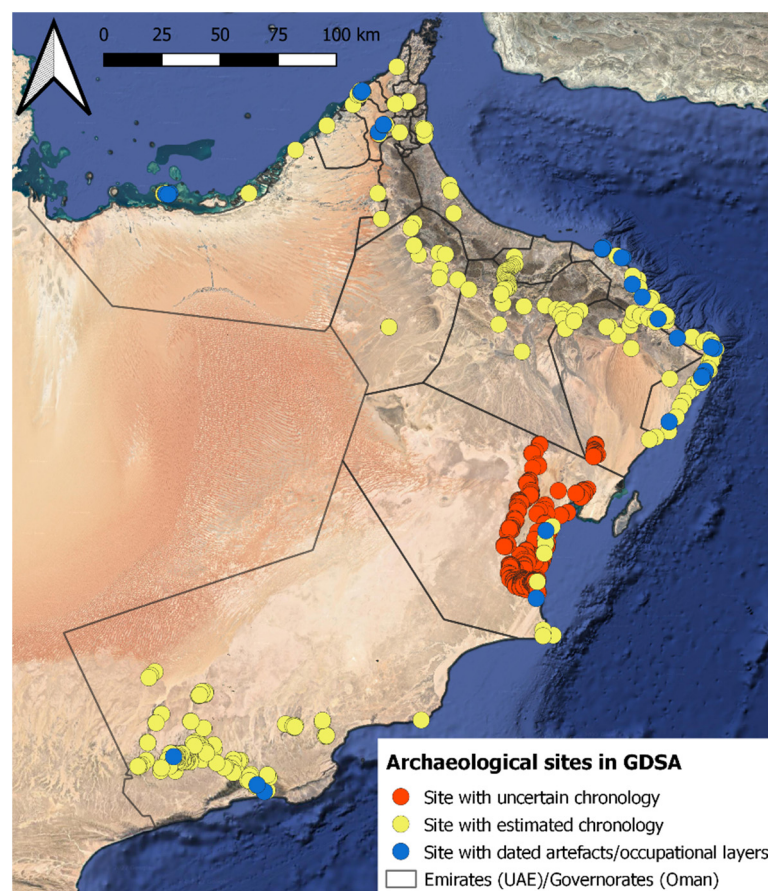 0 25 50 75 100 km
Archaeological sites in GDSA
Site with uncertain chronology
Site with estimated chronology
Site with dated artefacts/occupational layers
Emirates (UAE)/Governorates (Oman)